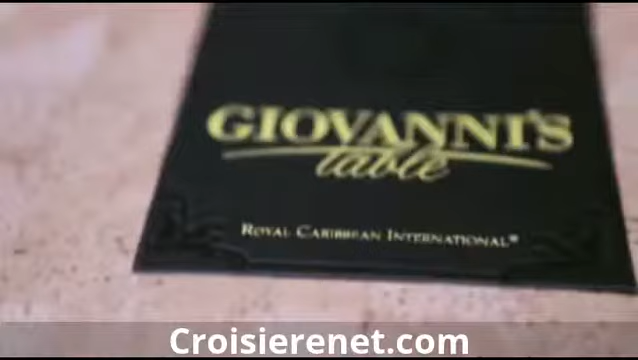 GIOVANNI'S
table
ROYAL CARIBBEAN INTERNATIONAL®
Croisierenet.com